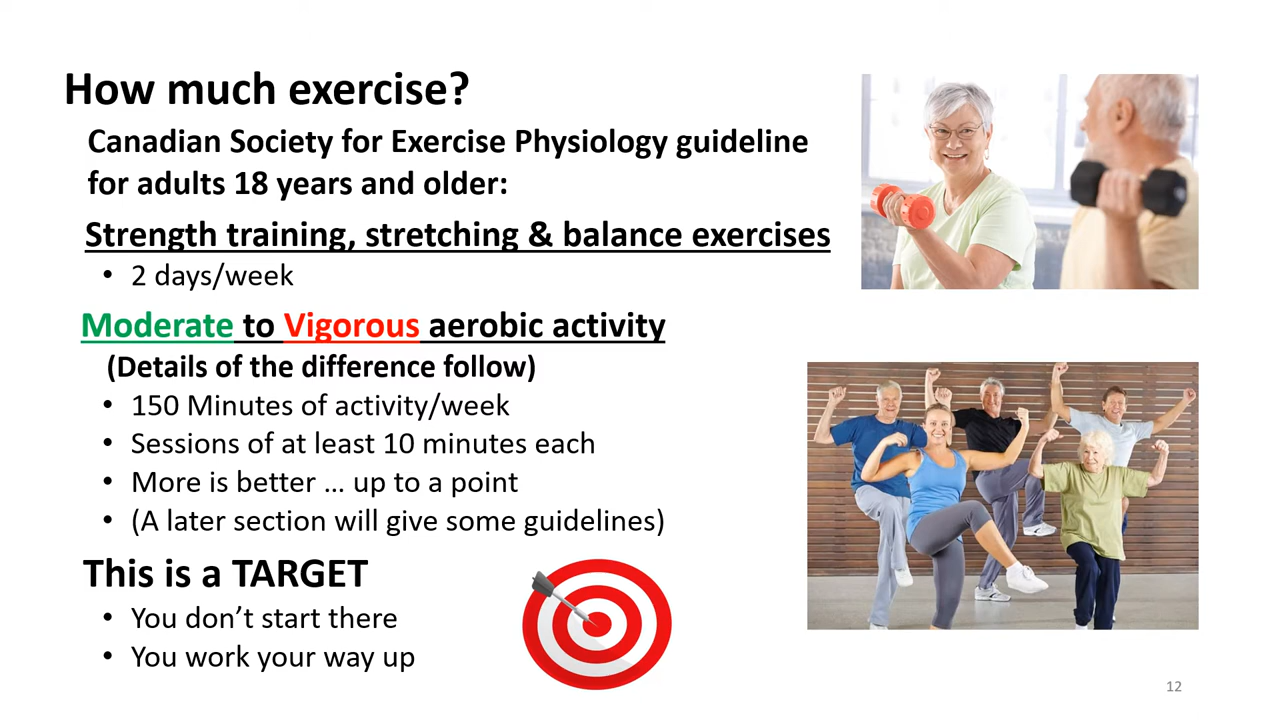 How much exercise?
Canadian Society for Exercise Physiology guideline
for adults 18 years and older:
Strength training, stretching & balance exercises
• 2 days/week
Moderate to Vigorous aerobic activity
(Details of the difference follow)
• 150 Minutes of activity/week
• Sessions of at least 10 minutes each
• More is better … up to a point
• (A later section will give some guidelines)
This is a TARGET
• You don’t start there
• You work your way up
12